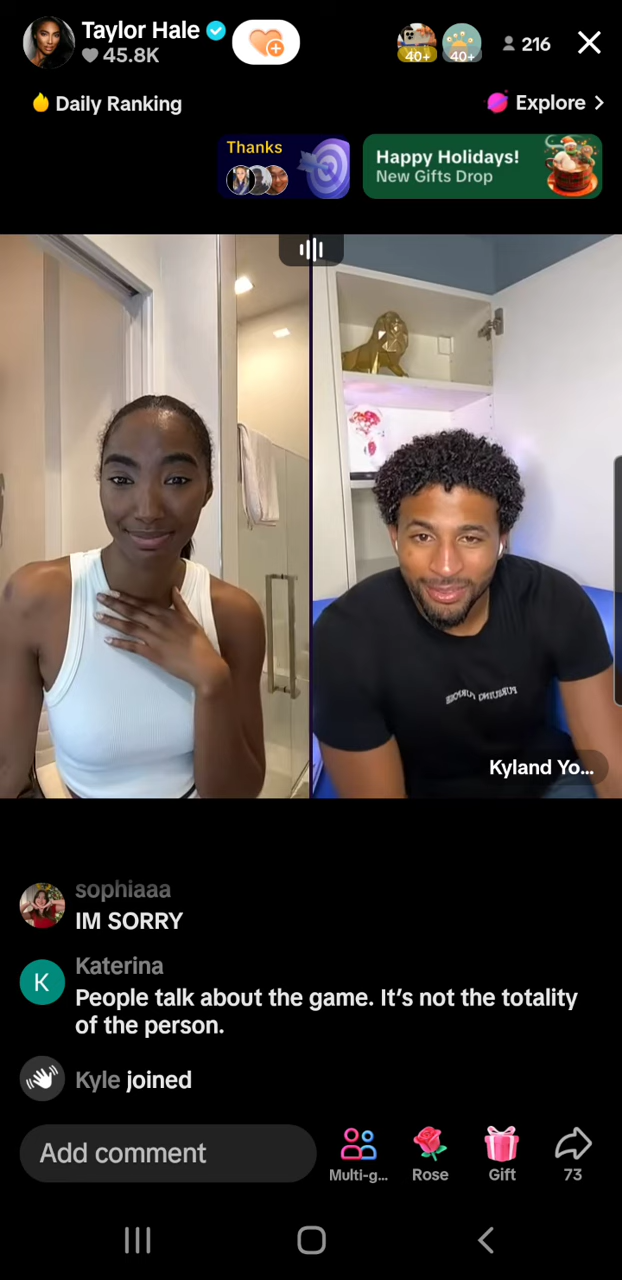 Taylor Hale
45.8K
40+
40+
216
Daily Ranking
Explore
Thanks
Happy Holidays!
New Gifts Drop
Kyland Yo...
sophiaaa
IM SORRY
K
Katerina
People talk about the game. It's not the totality
of the person.
Kyle joined
Add comment
Multi-g...
Rose
Gift
73